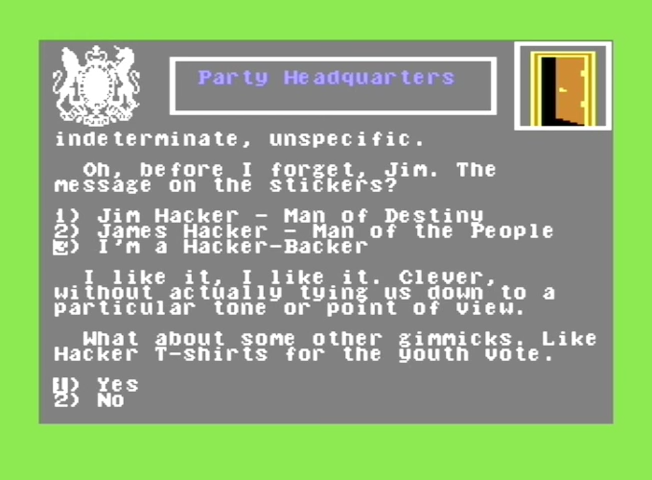 Party Headquarters
indeterminate, unspecific.
Oh, before I forget, Jim. The
message on the stickers?
1) Jim Hacker - Man of Destiny
2) James Hacker - Man of the People
3) I'm a Hacker-Backer
I like it, I like it. Clever,
without actually tying us down to a
particular tone or point of view.
What about some other gimmicks. Like
Hacker T-shirts for the youth vote.
1) Yes
2) No